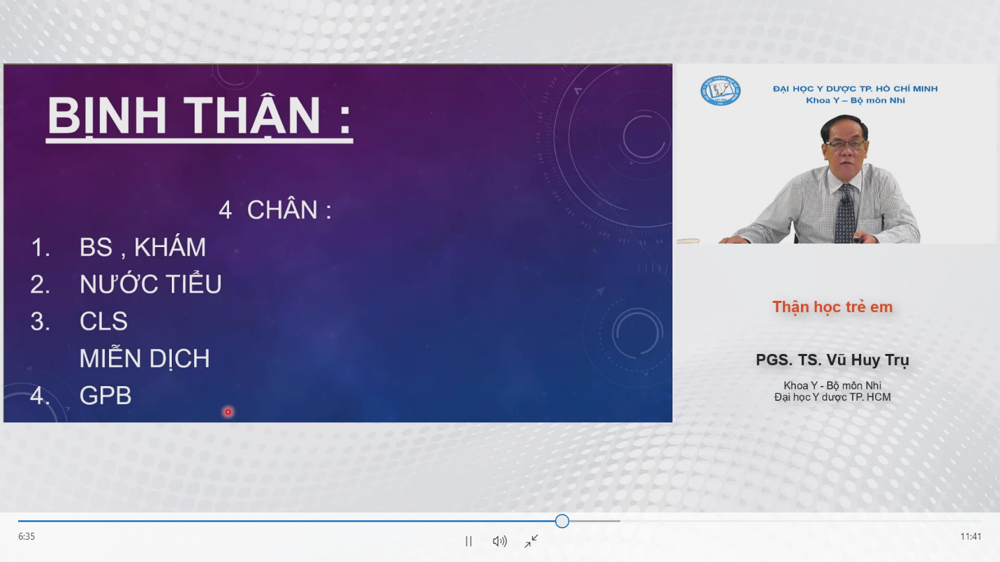 BỊNH THẬN :
4 CHÂN :
1. BS , KHÁM
2. NƯỚC TIỂU
3. CLS
MIỄN DỊCH
4. GPB
ĐẠI HỌC Y DƯỢC TP. HỒ CHÍ MINH
Khoa Y – Bộ môn Nhi
Thận học trẻ em
PGS. TS. Vũ Huy Trụ
Khoa Y - Bộ môn Nhi
Đại học Y dược TP. HCM
6:35
11:41